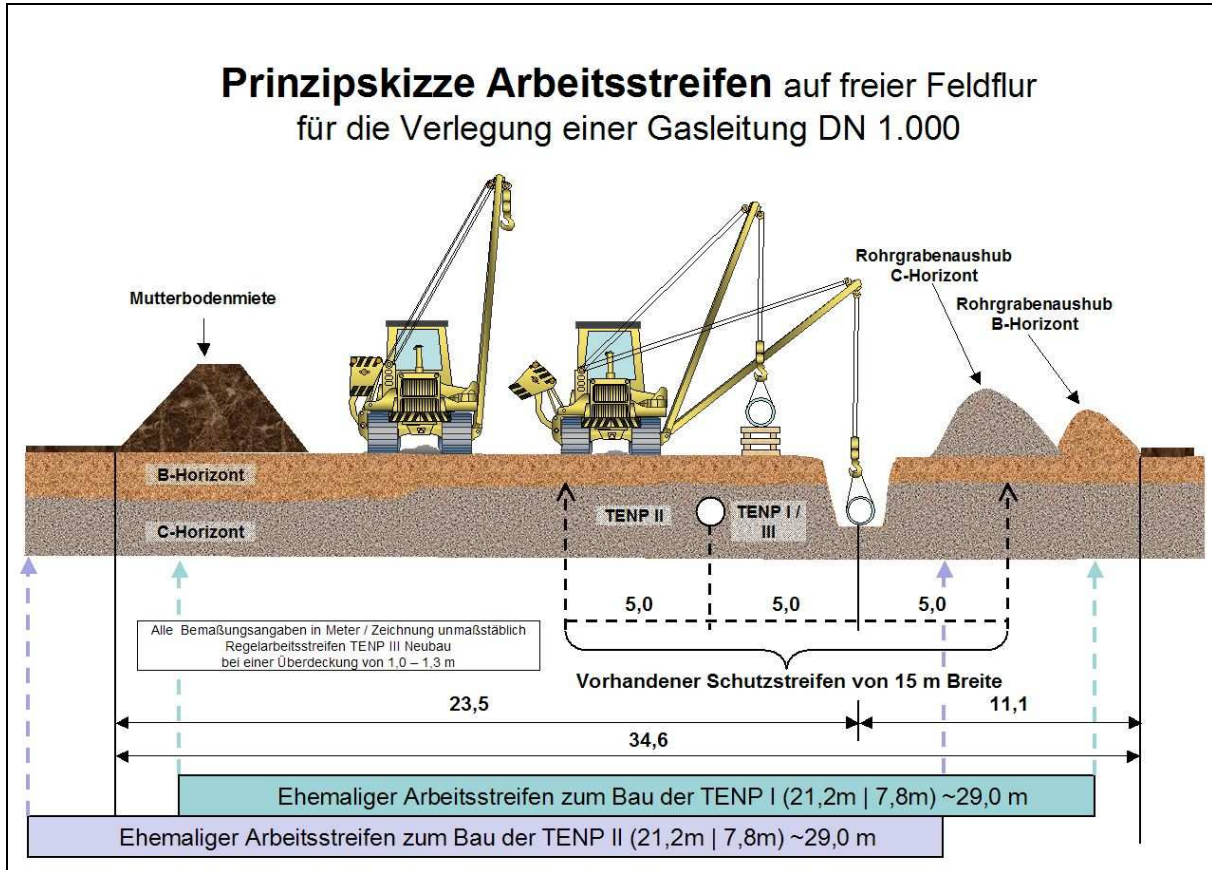 Prinzipskizze Arbeitsstreifen auf freier Feldflur
für die Verlegung einer Gasleitung DN 1.000
Mutterbodenmiete
Rohrgrabenaushub
C-Horizont
Rohrgrabenaushub
B-Horizont
B-Horizont
C-Horizont
TENP II
TENP I /
III
5,0
5,0
5,0
Alle Bemaßungsangaben in Meter / Zeichnung unmaßstäblich
Regelarbeitsstreifen TENP III Neubau
bei einer Überdeckung von 1,0 – 1,3 m
Vorhandener Schutzstreifen von 15 m Breite
23,5
11,1
34,6
Ehemaliger Arbeitsstreifen zum Bau der TENP I (21,2m | 7,8m) ~29,0 m
Ehemaliger Arbeitsstreifen zum Bau der TENP II (21,2m | 7,8m) ~29,0 m